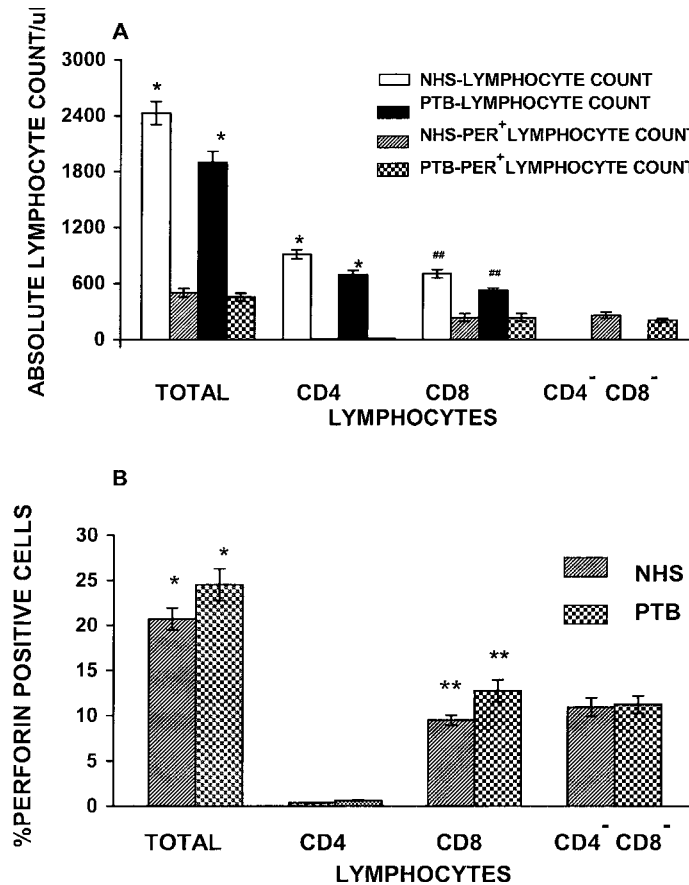 A
ABSOLUTE LYMPHOCYTE COUNT/ul
3000
2400
1800
1200
600
0
NHS-LYMPHOCYTE COUNT
PTB-LYMPHOCYTE COUNT
NHS-PER+LYMPHOCYTE COUNT
PTB-PER+LYMPHOCYTE COUNT
*
*
*
*
##
##
TOTAL CD4 CD8 CD4- CD8-
LYMPHOCYTES
B
%PERFORIN POSITIVE CELLS
30
25
20
15
10
5
0
NHS
PTB
*
*
**
**
TOTAL CD4 CD8 CD4- CD8-
LYMPHOCYTES